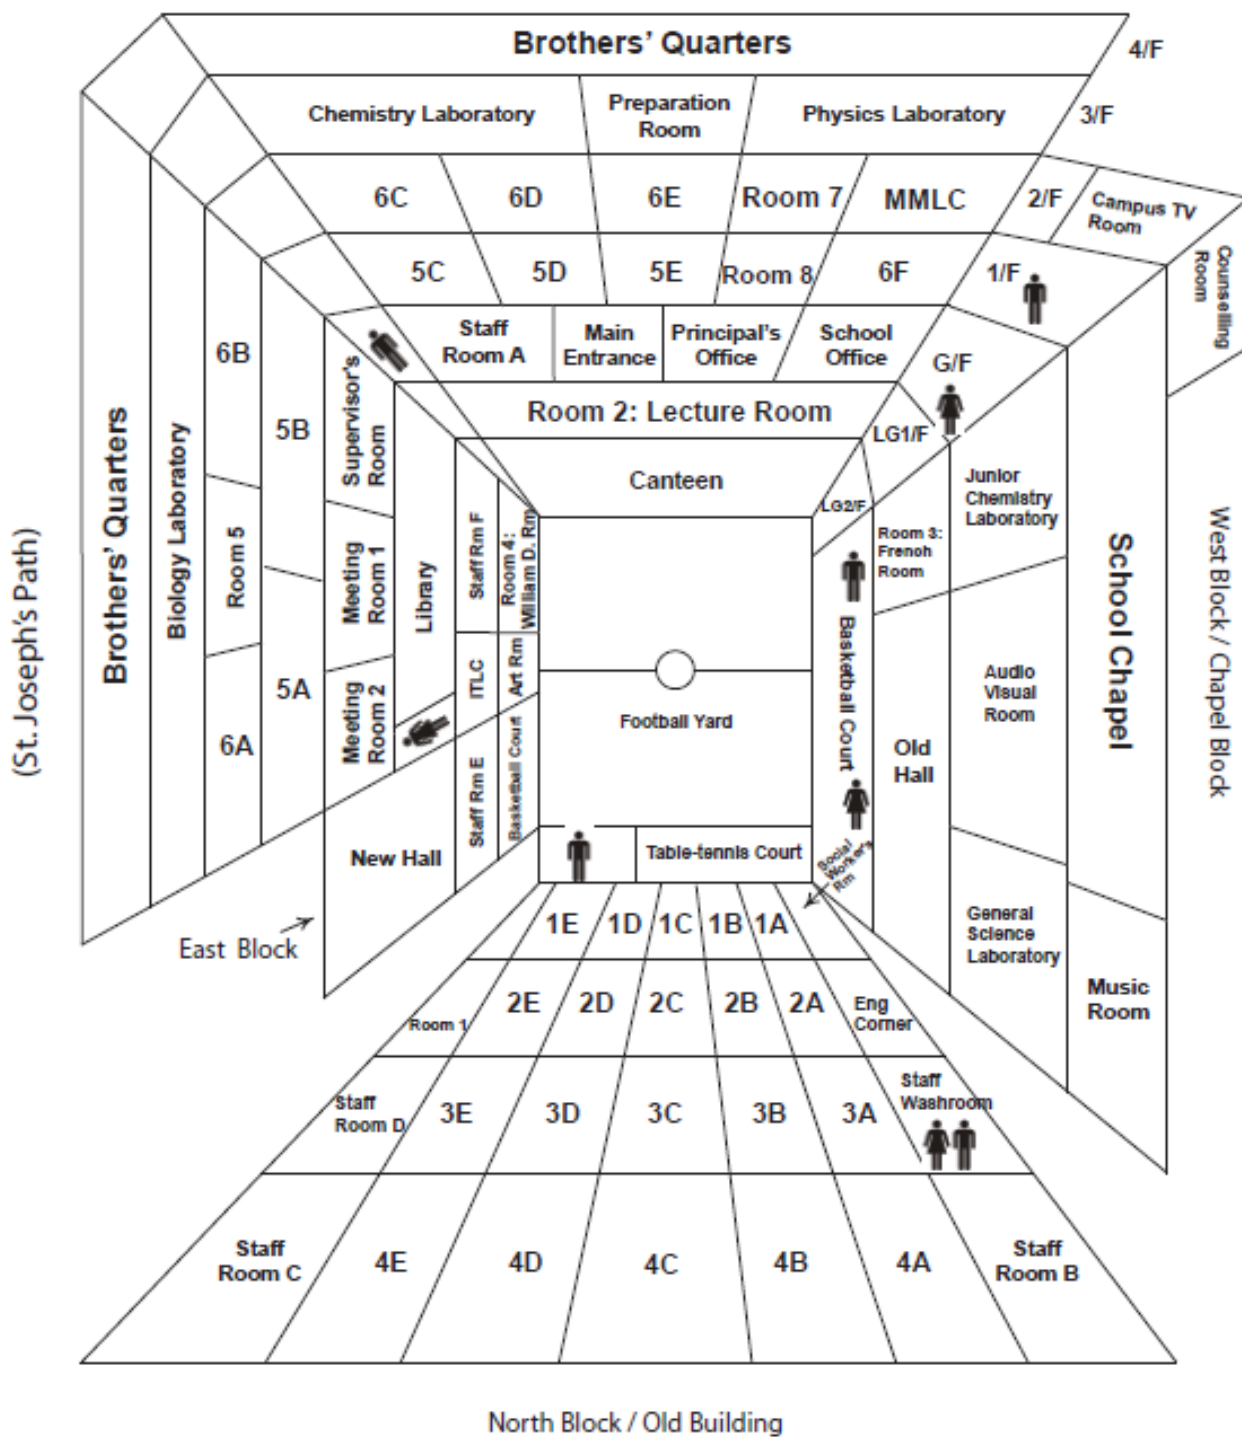 Brothers' Quarters
4/F
Chemistry Laboratory
Preparation
Room
Physics Laboratory
3/F
6C
6D
6E
Room 7
MMLC
2/F
Campus TV
Room
5C
5D
5E
Room 8
6F
1/F
Counselling
Room
Staff
Room A
Main
Entrance
Principal's
Office
School
Office
G/F
Room 2: Lecture Room
LG1/F
Canteen
LG2/F
Brothers' Quarters
Biology Laboratory
6B
Room 5
6A
5B
5A
Supervisor's
Room
Meeting
Room 1
Meeting
Room 2
Library
New Hall
Staff Rm F
ITLC
Staff Rm E
Room 4:
William D. Rm
Art Rm
Basketball Court
Football Yard
Table-tennis Court
Basketball Court
Social
Worker's
Rm
Room 3:
Frenoh
Room
Old
Hall
Junior
Chemistry
Laboratory
Audio
Visual
Room
General
Science
Laboratory
School Chapel
Music
Room
West Block / Chapel Block
(St. Joseph's Path)
East Block
1E
1D
1C
1B
1A
Room 1
2E
2D
2C
2B
2A
Eng
Corner
Staff
Room D
3E
3D
3C
3B
3A
Staff
Washroom
Staff
Room C
4E
4D
4C
4B
4A
Staff
Room B
North Block / Old Building